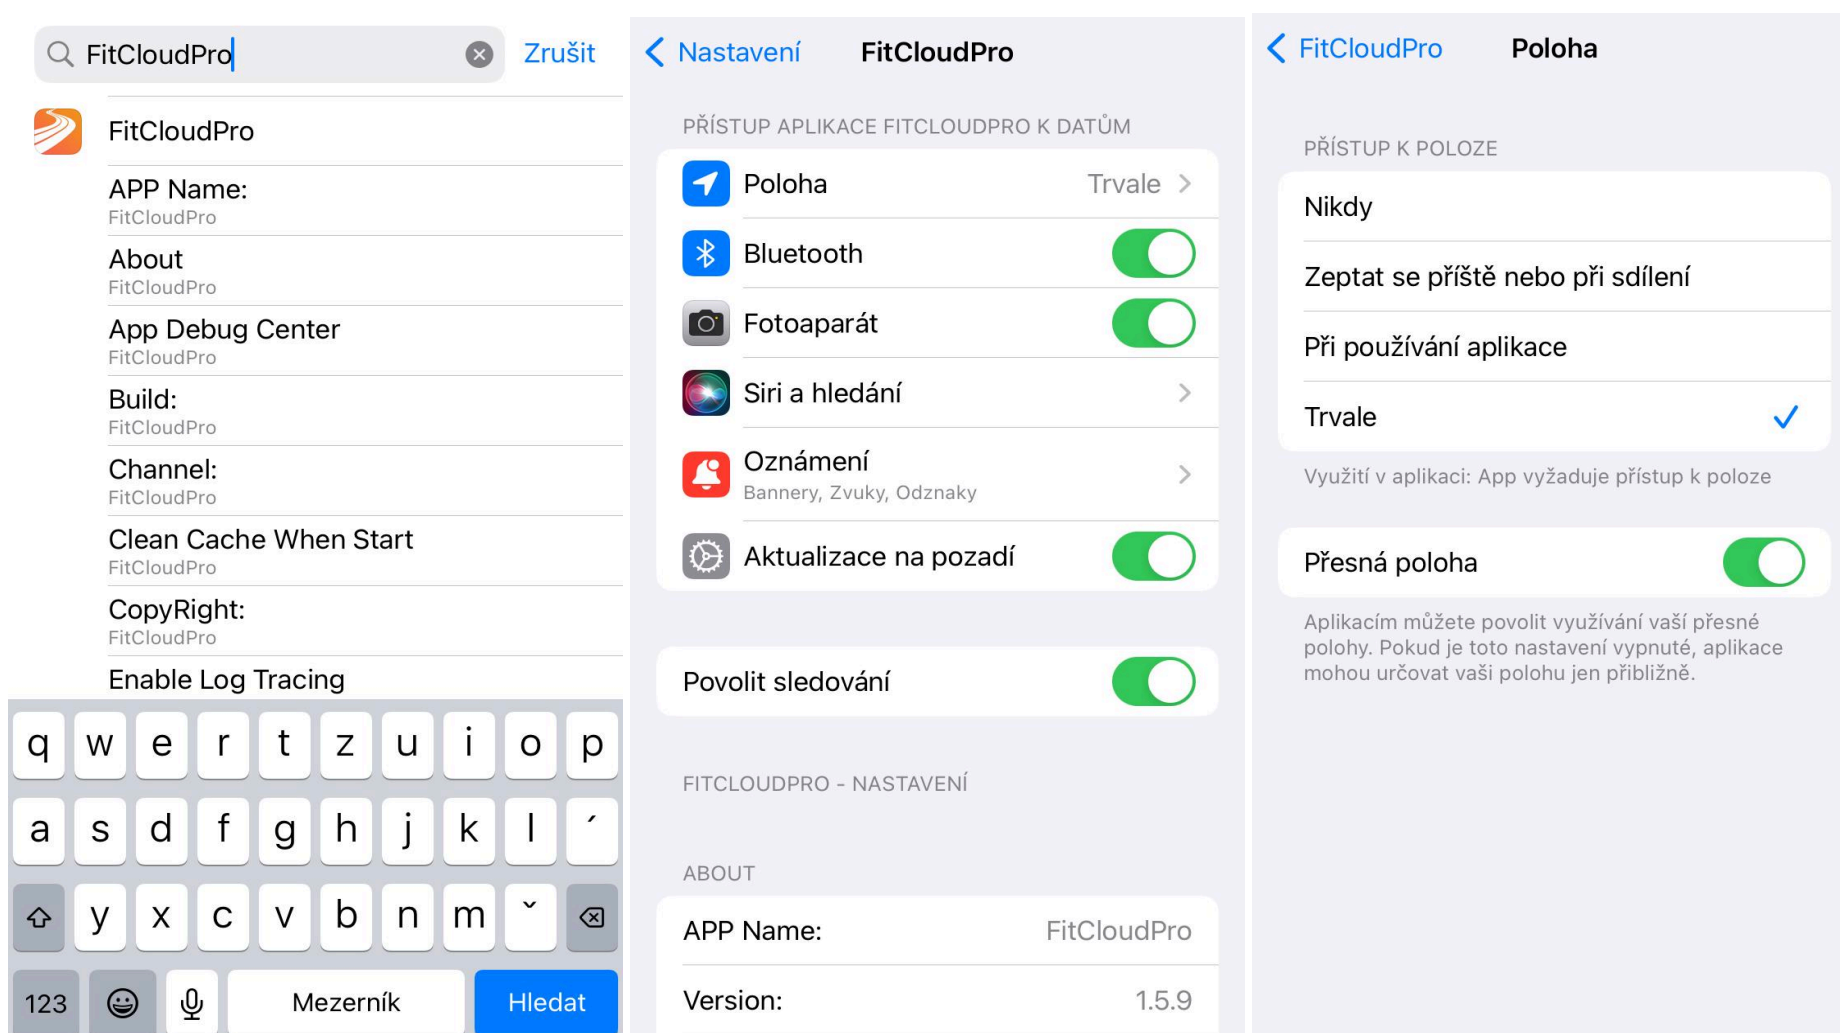 FitCloudPro
Zrušit
FitCloudPro
APP Name:
FitCloudPro
About
FitCloudPro
App Debug Center
FitCloudPro
Build:
FitCloudPro
Channel:
FitCloudPro
Clean Cache When Start
FitCloudPro
CopyRight:
FitCloudPro
Enable Log Tracing
q w e r t z u i o p
a s d f g h j k l ´
y x c v b n m ˇ
123 Mezerník Hledat
Nastavení
FitCloudPro
PŘÍSTUP APLIKACE FITCLOUDPRO K DATŮM
Poloha Trvale
Bluetooth
Fotoaparát
Siri a hledání
Oznámení
Bannery, Zvuky, Odznaky
Aktualizace na pozadí
Povolit sledování
FITCLOUDPRO - NASTAVENÍ
ABOUT
APP Name: FitCloudPro
Version: 1.5.9
FitCloudPro
Poloha
PŘÍSTUP K POLOZE
Nikdy
Zeptat se příště nebo při sdílení
Při používání aplikace
Trvale
Využití v aplikaci: App vyžaduje přístup k poloze
Přesná poloha
Aplikacím můžete povolit využívání vaší přesné
polohy. Pokud je toto nastavení vypnuté, aplikace
mohou určovat vaši polohu jen přibližně.